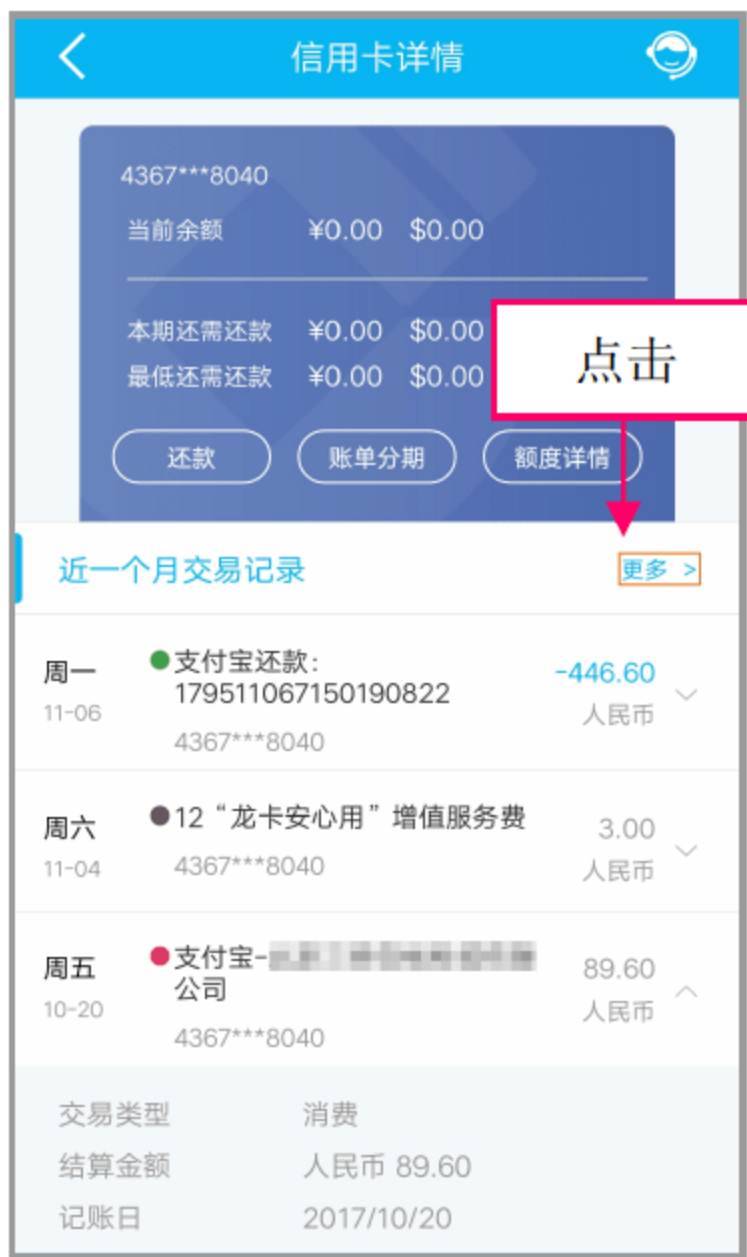 信用卡详情
4367***8040
当前余额 ¥0.00 $0.00
本期还需还款 ¥0.00 $0.00
最低还需还款 ¥0.00 $0.00
点击
还款 账单分期 额度详情
近一个月交易记录 更多 >
周一 支付宝还款: -446.60
11-06 179511067150190822 人民币
4367***8040
周六 12“龙卡安心用”增值服务费 3.00
11-04 4367***8040 人民币
周五 支付宝- 89.60
10-20 公司 人民币
4367***8040
交易类型 消费
结算金额 人民币 89.60
记账日 2017/10/20